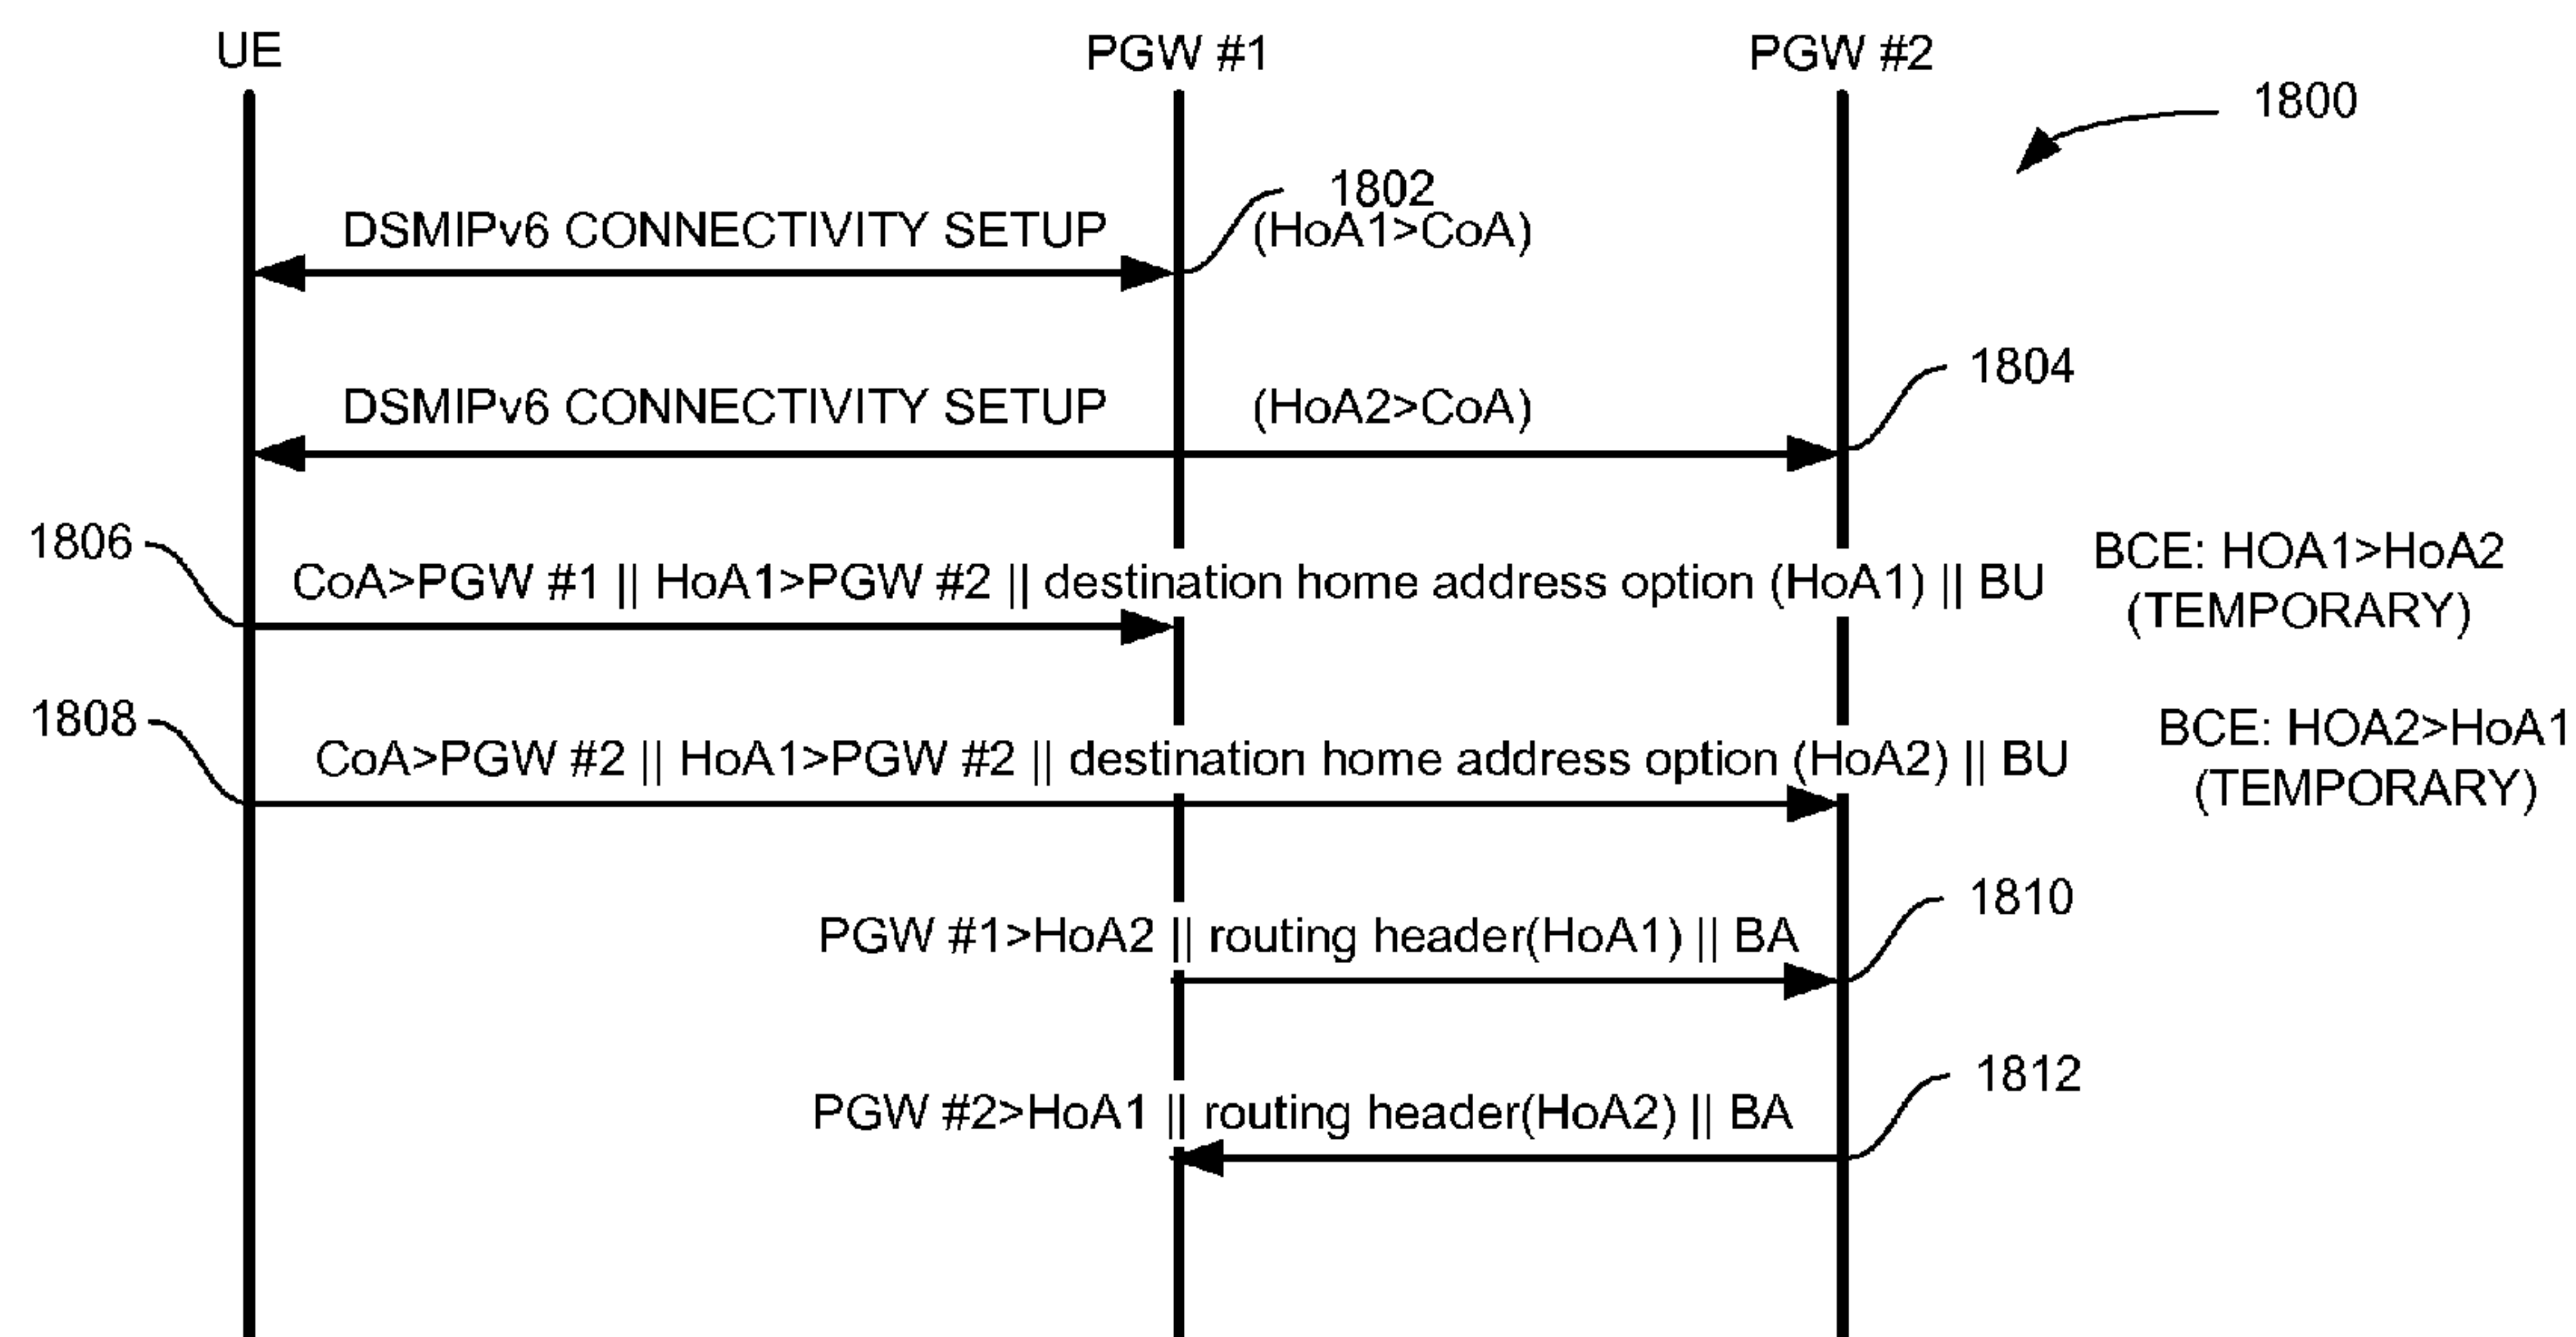 UE
PGW #1
PGW #2
1800
1802
DSMIPv6 CONNECTIVITY SETUP
(HoA1>CoA)
1804
DSMIPv6 CONNECTIVITY SETUP
(HoA2>CoA)
1806
CoA>PGW #1 || HoA1>PGW #2 || destination home address option (HoA1) || BU
BCE: HOA1>HoA2
(TEMPORARY)
1808
CoA>PGW #2 || HoA1>PGW #2 || destination home address option (HoA2) || BU
BCE: HOA2>HoA1
(TEMPORARY)
1810
PGW #1>HoA2 || routing header(HoA1) || BA
1812
PGW #2>HoA1 || routing header(HoA2) || BA